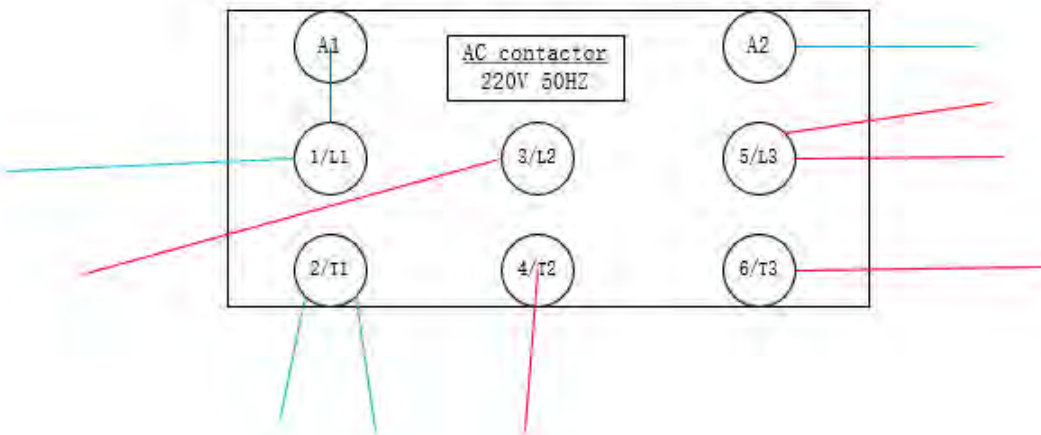 A1
AC contactor
220V 50HZ
A2
1/L1
3/L2
5/L3
2/T1
4/T2
6/T3